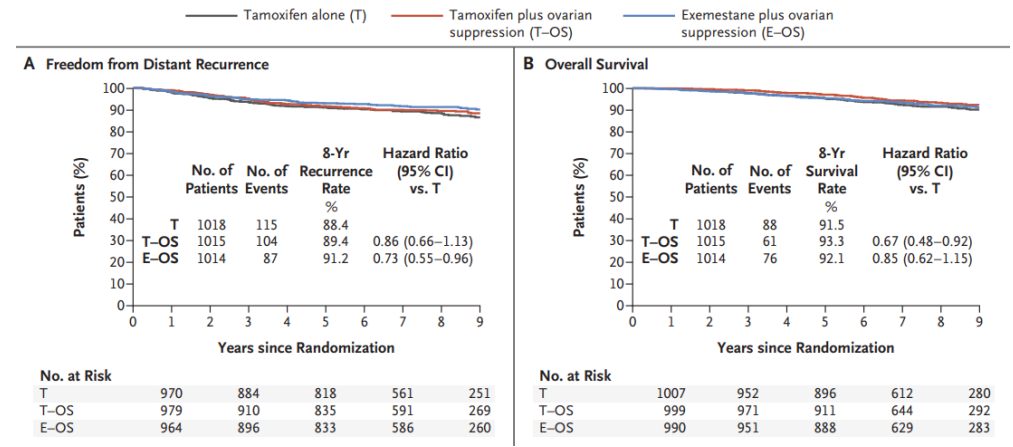 Tamoxifen alone (T)
Tamoxifen plus ovarian
suppression (T–OS)
Exemestane plus ovarian
suppression (E–OS)
A Freedom from Distant Recurrence
100
90
80
70
60
50
40
30
20
10
0
Patients (%)
8-Yr Hazard Ratio
No. of No. of Recurrence (95% CI)
Patients Events Rate vs. T
%
T 1018 115 88.4
T–OS 1015 104 89.4 0.86 (0.66–1.13)
E–OS 1014 87 91.2 0.73 (0.55–0.96)
0 1 2 3 4 5 6 7 8 9
Years since Randomization
No. at Risk
T 970 884 818 561 251
T–OS 979 910 835 591 269
E–OS 964 896 833 586 260
B Overall Survival
100
90
80
70
60
50
40
30
20
10
0
Patients (%)
8-Yr Hazard Ratio
No. of No. of Survival (95% CI)
Patients Events Rate vs. T
%
T 1018 88 91.5
T–OS 1015 61 93.3 0.67 (0.48–0.92)
E–OS 1014 76 92.1 0.85 (0.62–1.15)
0 1 2 3 4 5 6 7 8 9
Years since Randomization
No. at Risk
T 1007 952 896 612 280
T–OS 999 971 911 644 292
E–OS 990 951 888 629 283